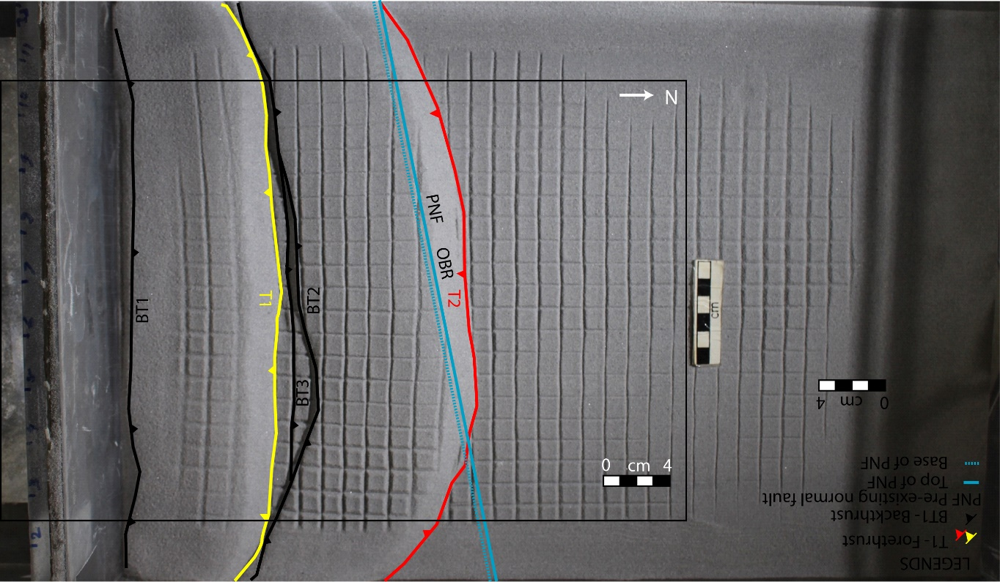 N
PNF
OBR
T1
T2
BT1
BT2
BT3
cm
0 cm 4
4 cm 0
LEGENDS
T1 - Forethrust
BT1 - Backthrust
PNF Pre-existing normal fault
Top of PNF
Base of PNF